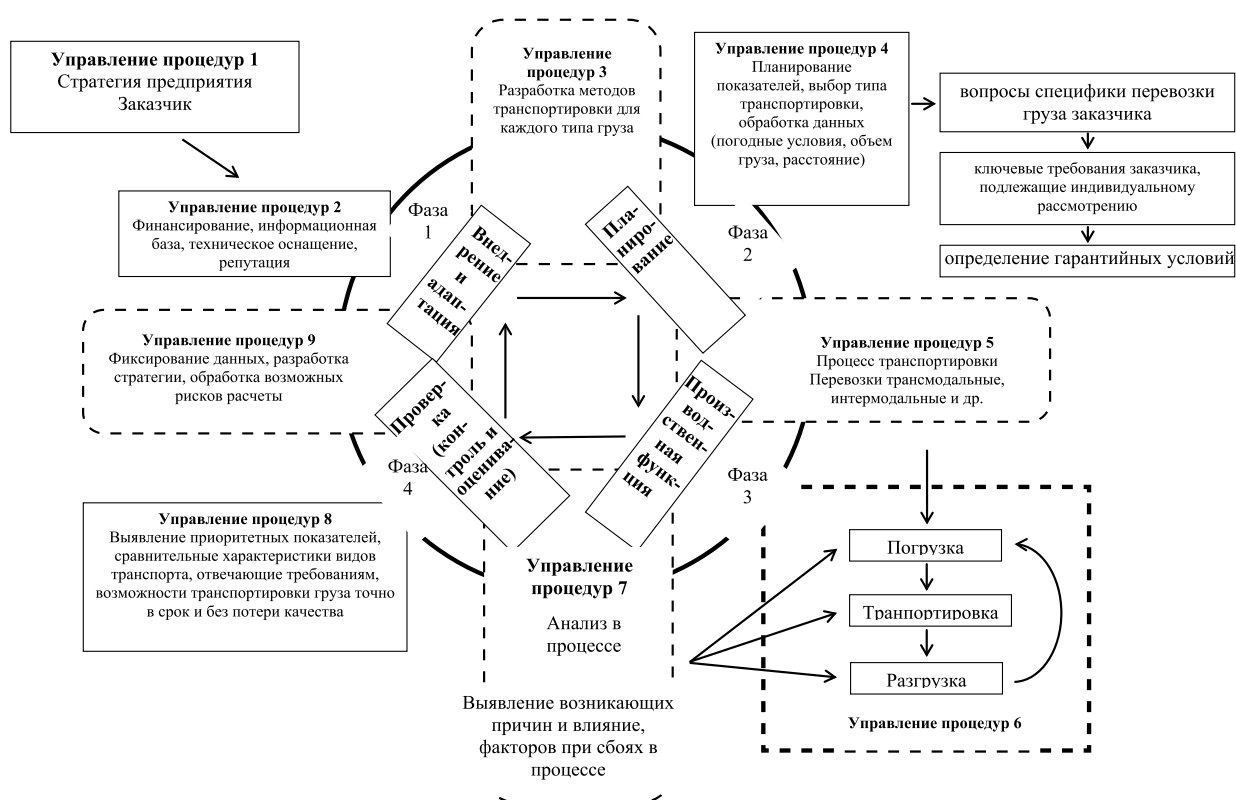 Управление процедур 1
Стратегия предприятия
Заказчик
Управление процедур 2
Финансирование, информационная
база, техническое оснащение,
репутация
Управление
процедур 3
Разработка методов
транспортировки для
каждого типа груза
Управление процедур 4
Планирование
показателей, выбор типа
транспортировки,
обработка данных
(погодные условия, объем
груза, расстояние)
вопросы специфики перевозки
груза заказчика
ключевые требования заказчика,
подлежащие индивидуальному
рассмотрению
определение гарантийных условий
Фаза
1
Внед-
рение
и
адап-
тация
Пла-
ниро-
вание
Фаза
2
Управление процедур 9
Фиксирование данных, разработка
стратегии, обработка возможных
рисков расчеты
Управление процедур 5
Процесс транспортировки
Перевозки трансмодальные,
интермодальные и др.
Провер-
ка
(кон-
троль и
оценива-
ние)
Фаза
4
Произ-
вод-
ствен-
ная
функ-
ция
Фаза
3
Управление процедур 8
Выявление приоритетных показателей,
сравнительные характеристики видов
транспорта, отвечающие требованиям,
возможности транспортировки груза точно
в срок и без потери качества
Управление
процедур 7
Анализ в
процессе
Выявление возникающих
причин и влияние,
факторов при сбоях в
процессе
Погрузка
Транпортировка
Разгрузка
Управление процедур 6